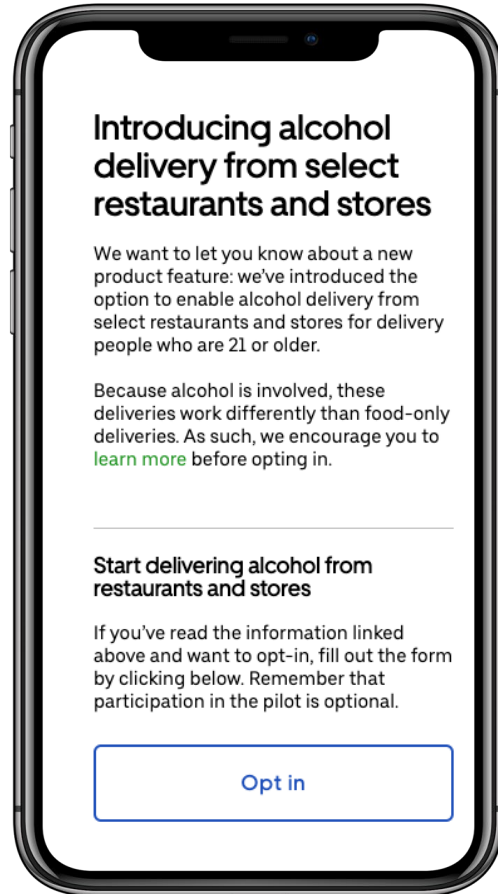 Introducing alcohol
delivery from select
restaurants and stores
We want to let you know about a new
product feature: we've introduced the
option to enable alcohol delivery from
select restaurants and stores for delivery
people who are 21 or older.
Because alcohol is involved, these
deliveries work differently than food-only
deliveries. As such, we encourage you to
learn more before opting in.
Start delivering alcohol from
restaurants and stores
If you've read the information linked
above and want to opt-in, fill out the form
by clicking below. Remember that
participation in the pilot is optional.
Opt in